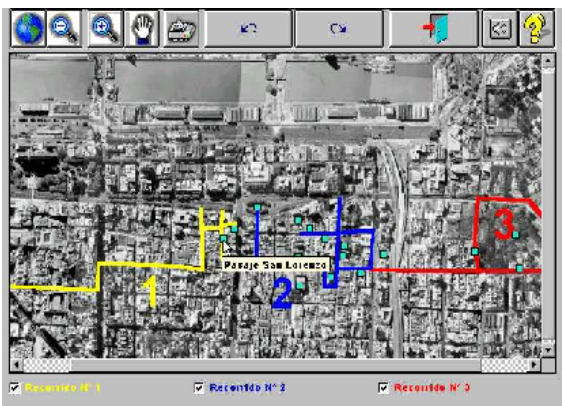 3
Pasaje San Lorenzo
1
2
Recorrido N° 1
Recorrido N° 2
Recorrido N° 3